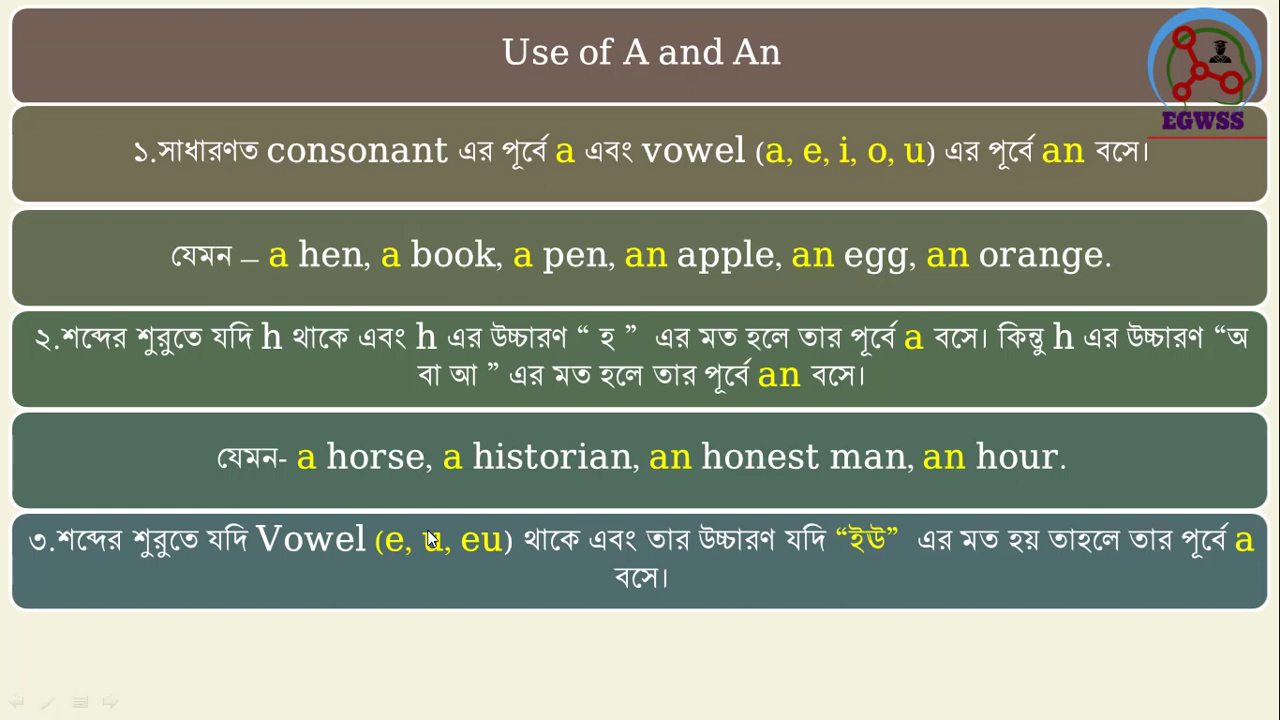 Use of A and An
EGWSS
১.সাধারণত consonant এর পূর্বে a এবং vowel (a, e, i, o, u) এর পূর্বে an বসে।
যেমন – a hen, a book, a pen, an apple, an egg, an orange.
২.শব্দের শুরুতে যদি h থাকে এবং h এর উচ্চারণ “ হ ” এর মত হলে তার পূর্বে a বসে। কিন্তু h এর উচ্চারণ “অ
বা আ ” এর মত হলে তার পূর্বে an বসে।
যেমন- a horse, a historian, an honest man, an hour.
৩.শব্দের শুরুতে যদি Vowel (e, u, eu) থাকে এবং তার উচ্চারণ যদি “ইঊ” এর মত হয় তাহলে তার পূর্বে a
বসে।